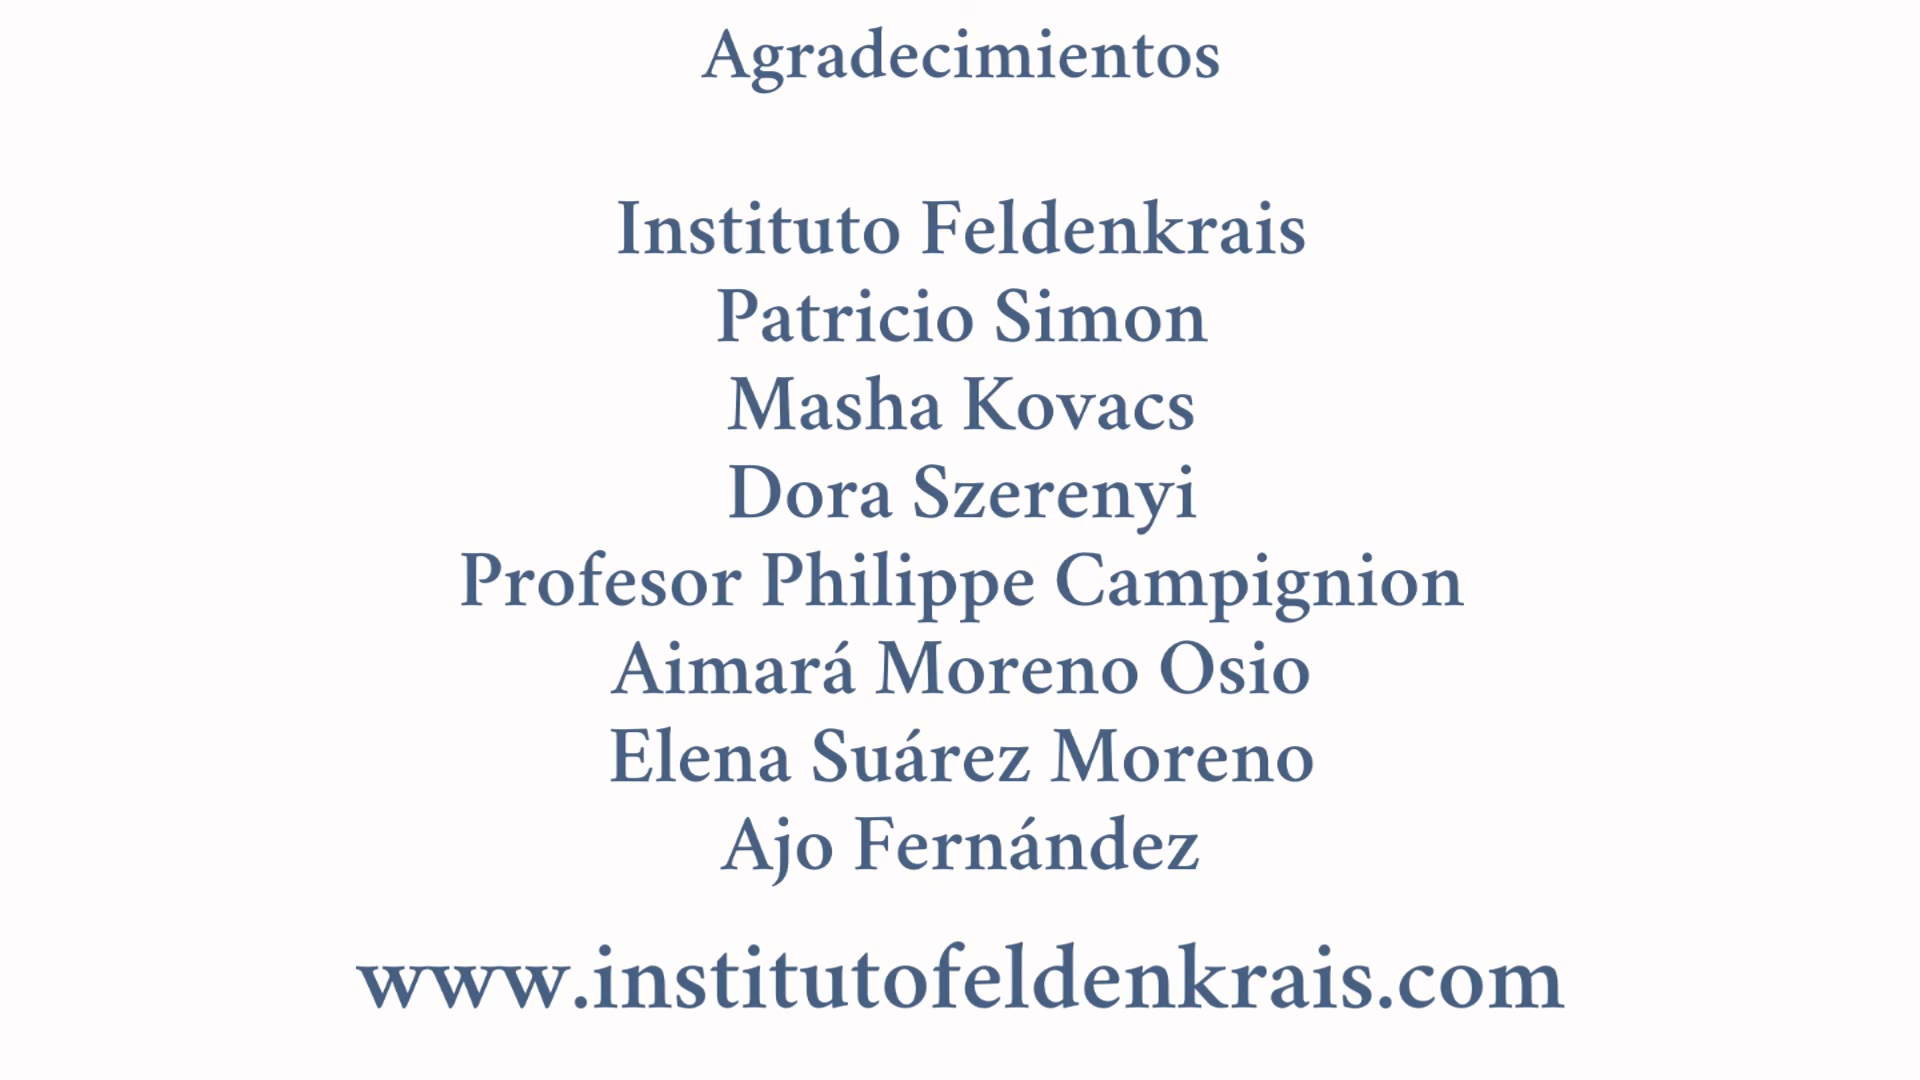 Agradecimientos
Instituto Feldenkrais
Patricio Simon
Masha Kovacs
Dora Szerenyi
Profesor Philippe Campignion
Aimará Moreno Osio
Elena Suárez Moreno
Ajo Fernández
www.institutofeldenkrais.com